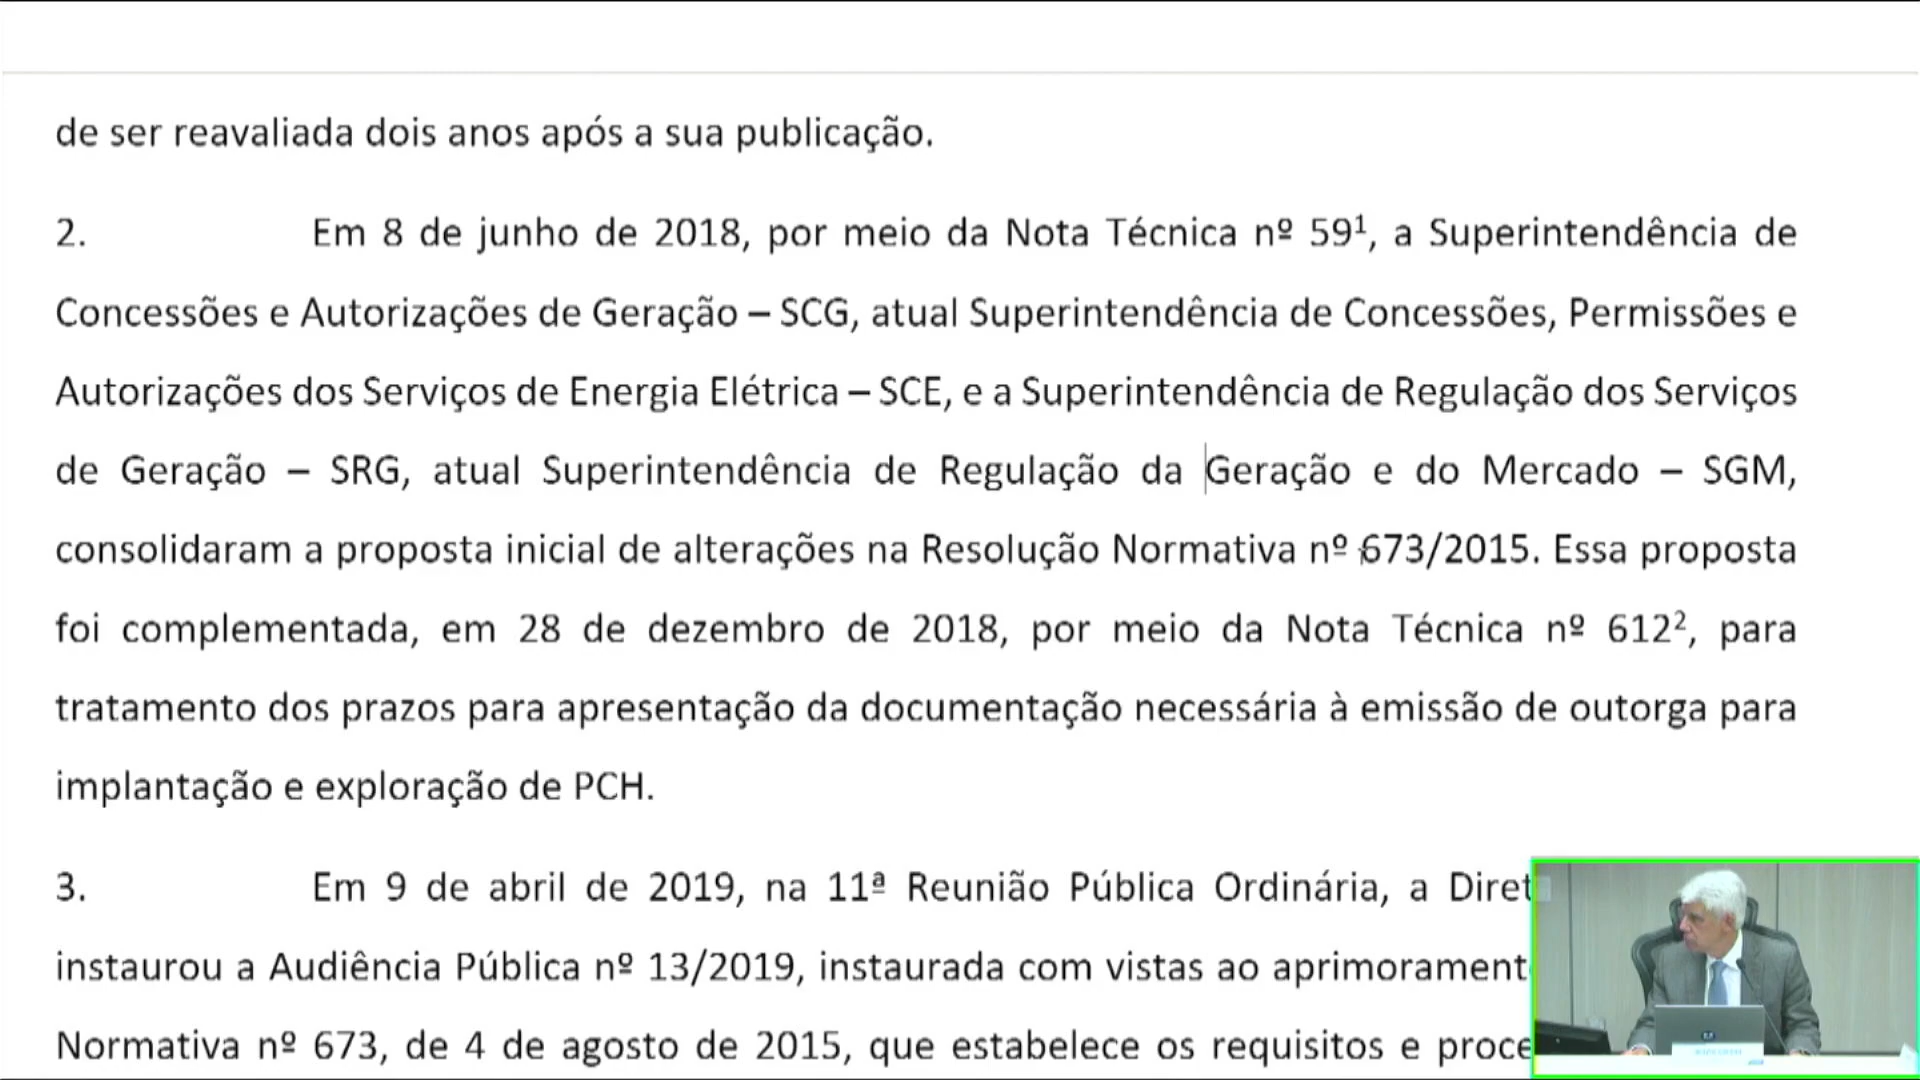 de ser reavaliada dois anos após a sua publicação.
2. Em 8 de junho de 2018, por meio da Nota Técnica nº 59¹, a Superintendência de
Concessões e Autorizações de Geração – SCG, atual Superintendência de Concessões, Permissões e
Autorizações dos Serviços de Energia Elétrica – SCE, e a Superintendência de Regulação dos Serviços
de Geração – SRG, atual Superintendência de Regulação da Geração e do Mercado – SGM,
consolidaram a proposta inicial de alterações na Resolução Normativa nº 673/2015. Essa proposta
foi complementada, em 28 de dezembro de 2018, por meio da Nota Técnica nº 612², para
tratamento dos prazos para apresentação da documentação necessária à emissão de outorga para
implantação e exploração de PCH.
3. Em 9 de abril de 2019, na 11ª Reunião Pública Ordinária, a Diret
instaurou a Audiência Pública nº 13/2019, instaurada com vistas ao aprimorament
Normativa nº 673, de 4 de agosto de 2015, que estabelece os requisitos e proce